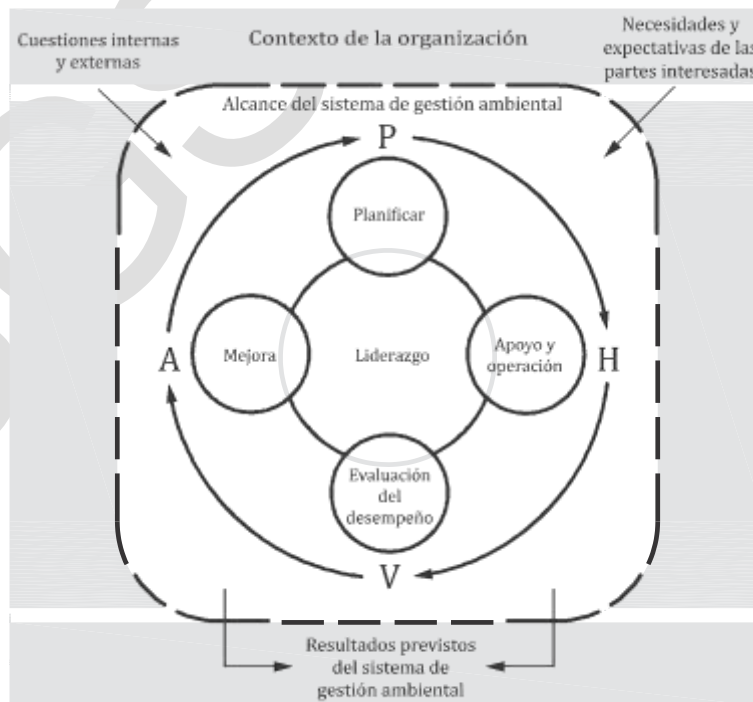 Cuestiones internas
y externas
Contexto de la organización
Necesidades y
expectativas de las
partes interesadas
Alcance del sistema de gestión ambiental
P
Planificar
A
Mejora
Liderazgo
Apoyo y
operación
H
Evaluación
del
desempeño
V
Resultados previstos
del sistema de
gestión ambiental